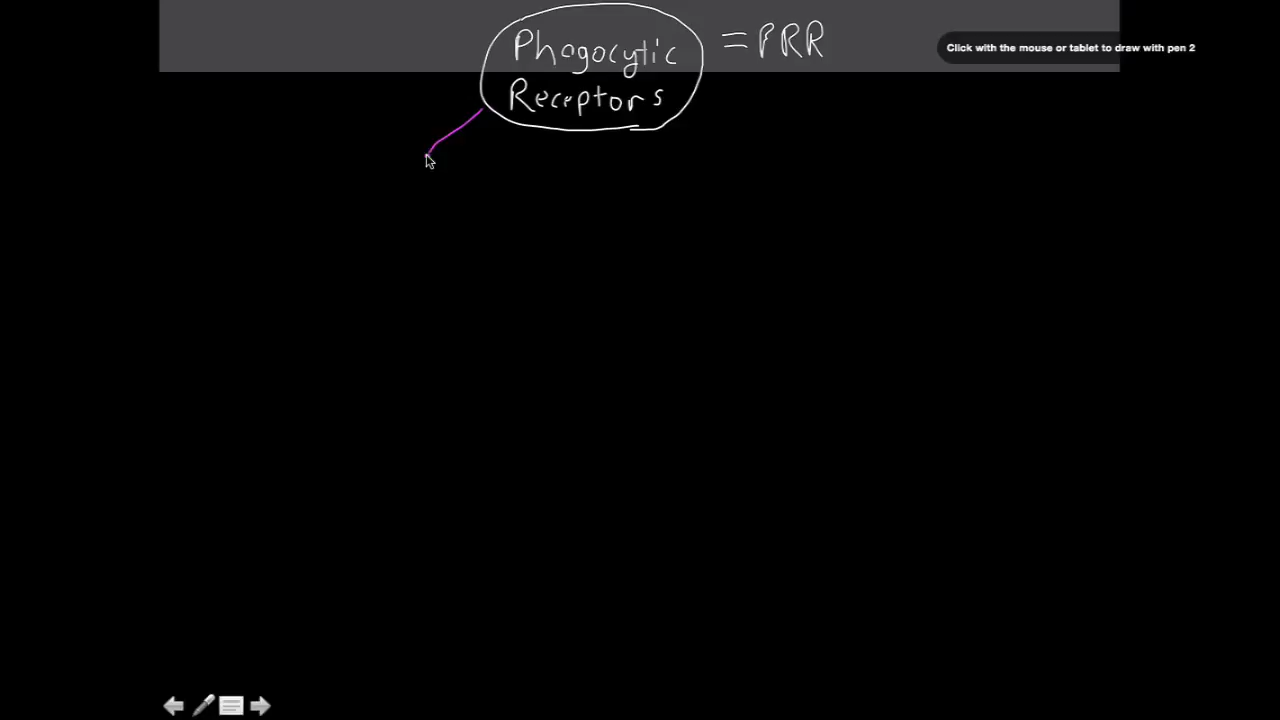 Phagocytic = PRR
Receptors
Click with the mouse or tablet to draw with pen 2